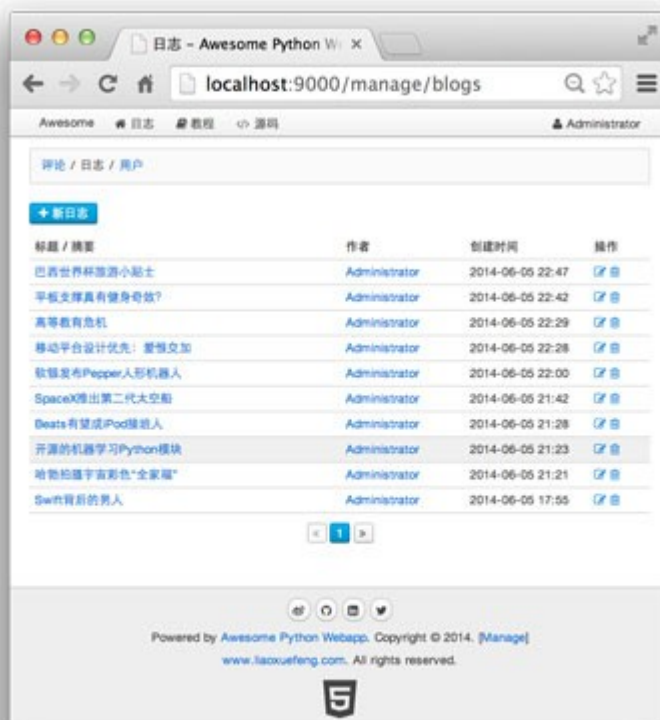 日志 - Awesome Python W
localhost:9000/manage/blogs
Awesome 日志 教程 源码 Administrator
评论 / 日志 / 用户
新日志
标题 / 摘要 作者 创建时间 操作
巴西世界杯旅游小贴士 Administrator 2014-06-05 22:47
平板支撑真有健身奇效? Administrator 2014-06-05 22:42
高等教育危机 Administrator 2014-06-05 22:29
移动平台设计优先：爱恨交加 Administrator 2014-06-05 22:28
软银发布Pepper人形机器人 Administrator 2014-06-05 22:00
SpaceX推出第二代太空船 Administrator 2014-06-05 21:42
Beats有望成iPod接班人 Administrator 2014-06-05 21:28
开源的机器学习Python模块 Administrator 2014-06-05 21:23
哈勃拍摄宇宙彩色"全家福" Administrator 2014-06-05 21:21
Swift背后的男人 Administrator 2014-06-05 17:55
« 1 »
Powered by Awesome Python Webapp. Copyright © 2014. [Manage]
www.liaoxuefeng.com. All rights reserved.
5